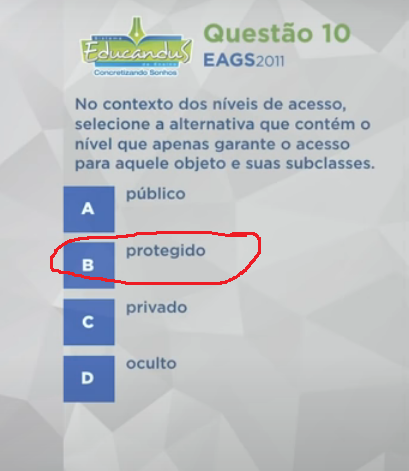 Questão 10
Sistema
Educandus
de Ensino
Concretizando Sonhos
EAGS2011
No contexto dos níveis de acesso,
selecione a alternativa que contém o
nível que apenas garante o acesso
para aquele objeto e suas subclasses.
A público
B protegido
C privado
D oculto